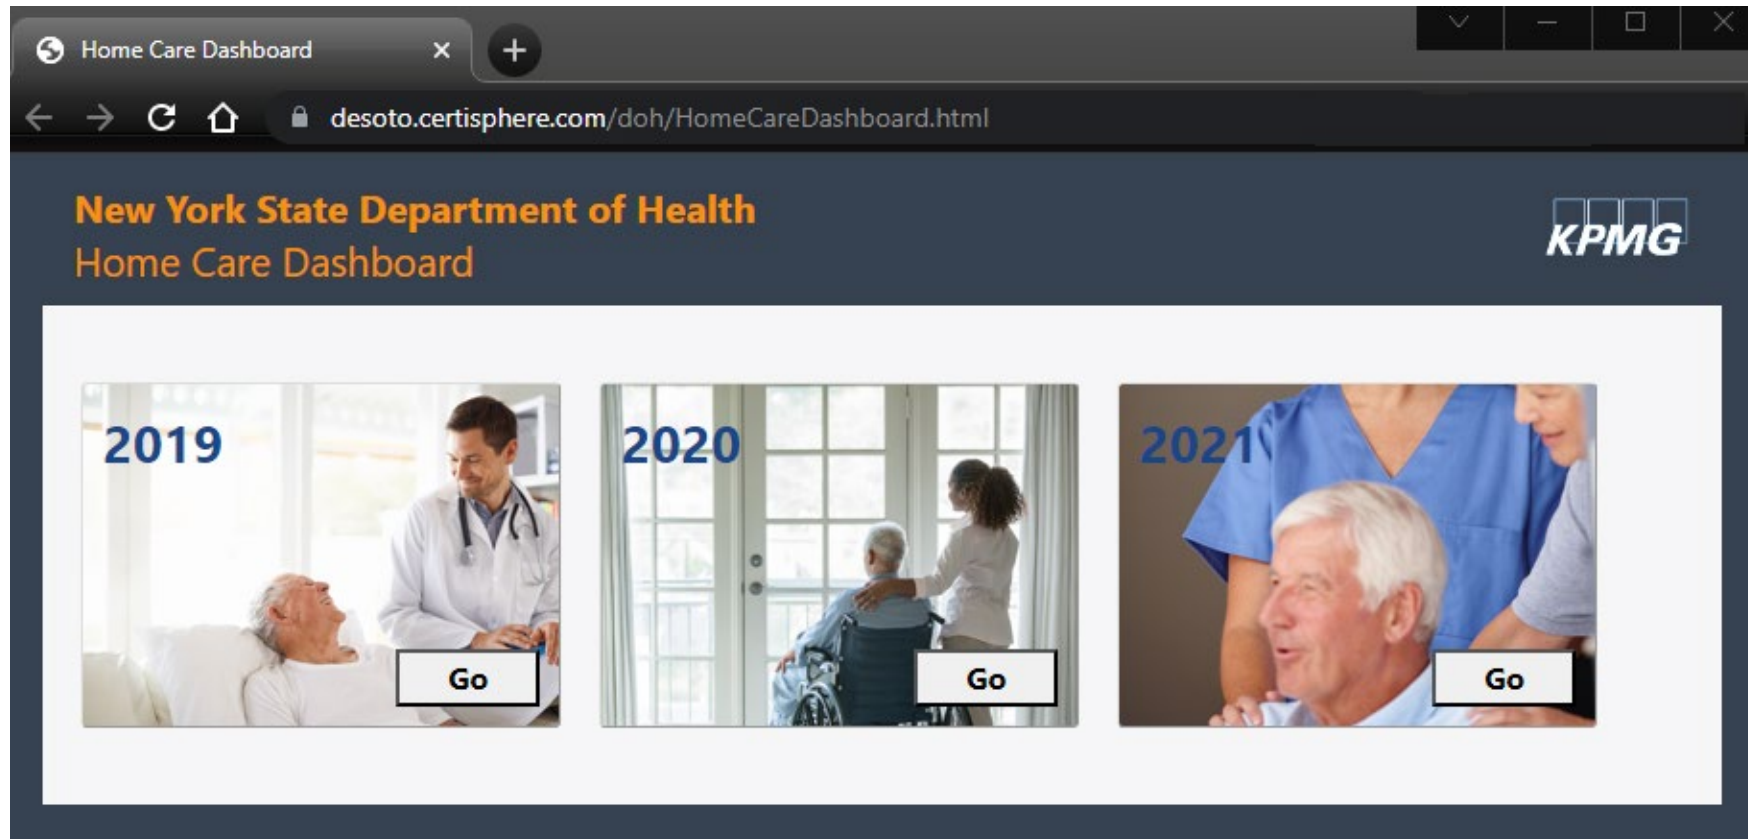 Home Care Dashboard
desoto.certisphere.com/doh/HomeCareDashboard.html
New York State Department of Health
Home Care Dashboard
KPMG
2019
2020
2021
Go
Go
Go